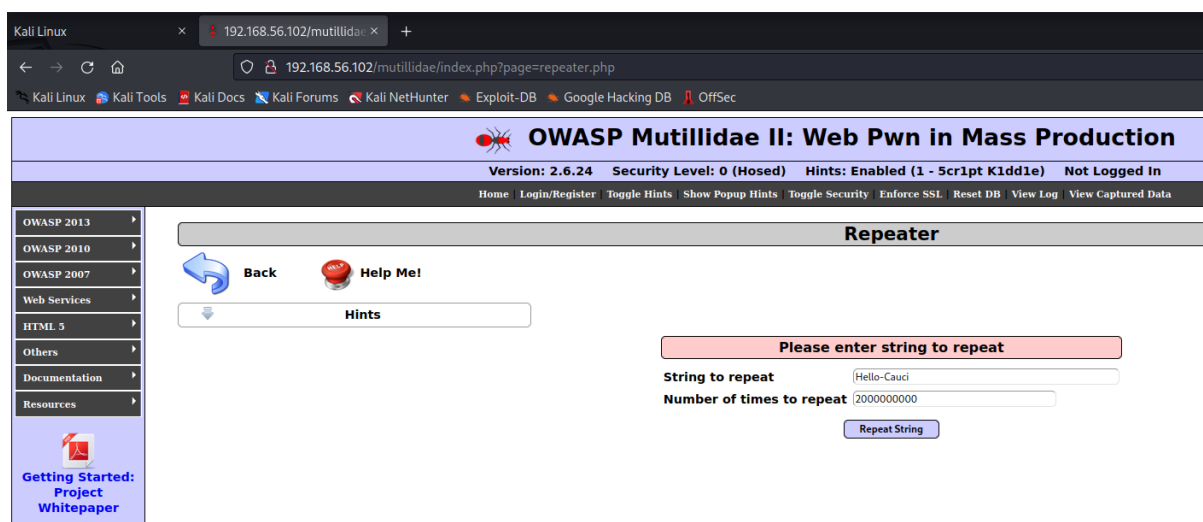 Kali Linux
192.168.56.102/mutillidae
192.168.56.102/mutillidae/index.php?page=repeater.php
Kali Linux Kali Tools Kali Docs Kali Forums Kali NetHunter Exploit-DB Google Hacking DB OffSec
OWASP Mutillidae II: Web Pwn in Mass Production
Version: 2.6.24 Security Level: 0 (Hosed) Hints: Enabled (1 - 5cr1pt K1dd1e) Not Logged In
Home | Login/Register | Toggle Hints | Show Popup Hints | Toggle Security | Enforce SSL | Reset DB | View Log | View Captured Data
OWASP 2013
OWASP 2010
OWASP 2007
Web Services
HTML 5
Others
Documentation
Resources
Getting Started:
Project
Whitepaper
Repeater
Back
HELP
Help Me!
Hints
Please enter string to repeat
String to repeat Hello-Cauci
Number of times to repeat 2000000000
Repeat String